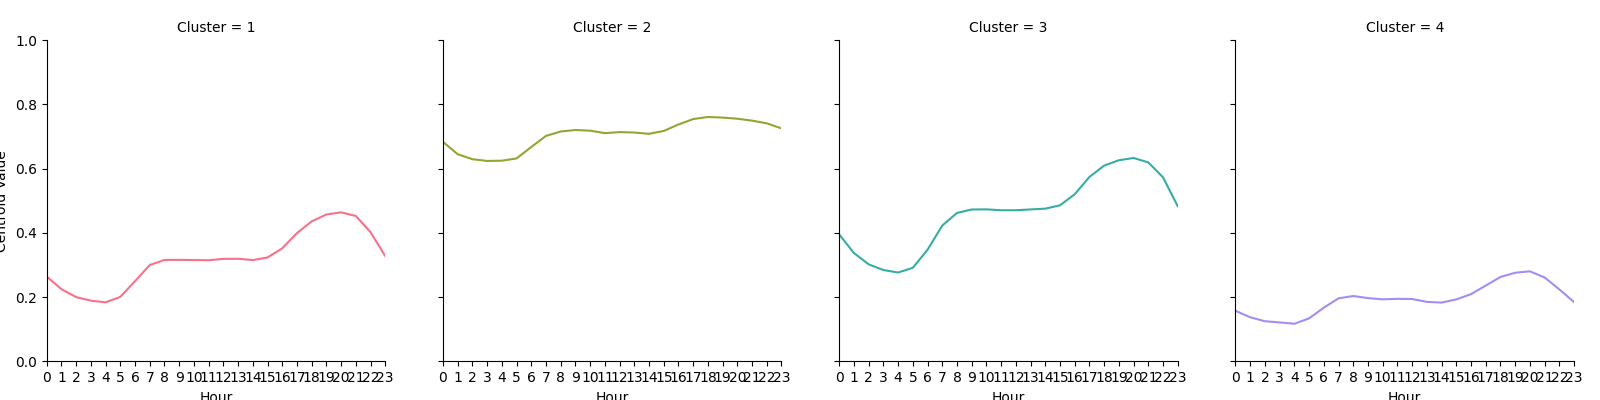 Cluster = 1
Cluster = 2
Cluster = 3
Cluster = 4
1.0
0.8
0.6
0.4
0.2
0.0
Centroid Value
0 1 2 3 4 5 6 7 8 9 10 11 12 13 14 15 16 17 18 19 20 21 22 23
0 1 2 3 4 5 6 7 8 9 10 11 12 13 14 15 16 17 18 19 20 21 22 23
0 1 2 3 4 5 6 7 8 9 10 11 12 13 14 15 16 17 18 19 20 21 22 23
0 1 2 3 4 5 6 7 8 9 10 11 12 13 14 15 16 17 18 19 20 21 22 23
Hour
Hour
Hour
Hour